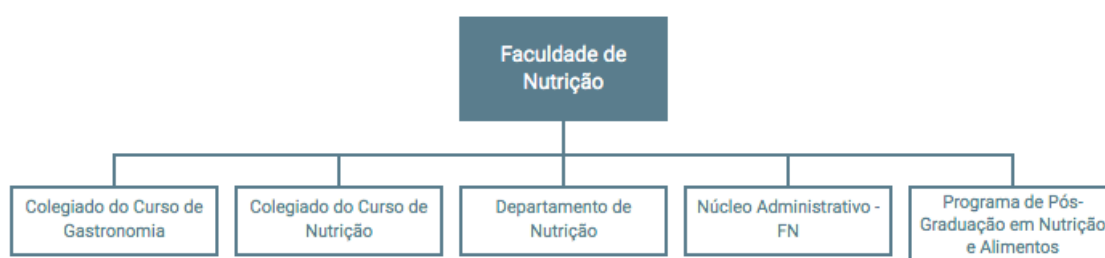 Faculdade de
Nutrição
Colegiado do Curso de
Gastronomia
Colegiado do Curso de
Nutrição
Departamento de
Nutrição
Núcleo Administrativo -
FN
Programa de Pós-
Graduação em Nutrição
e Alimentos